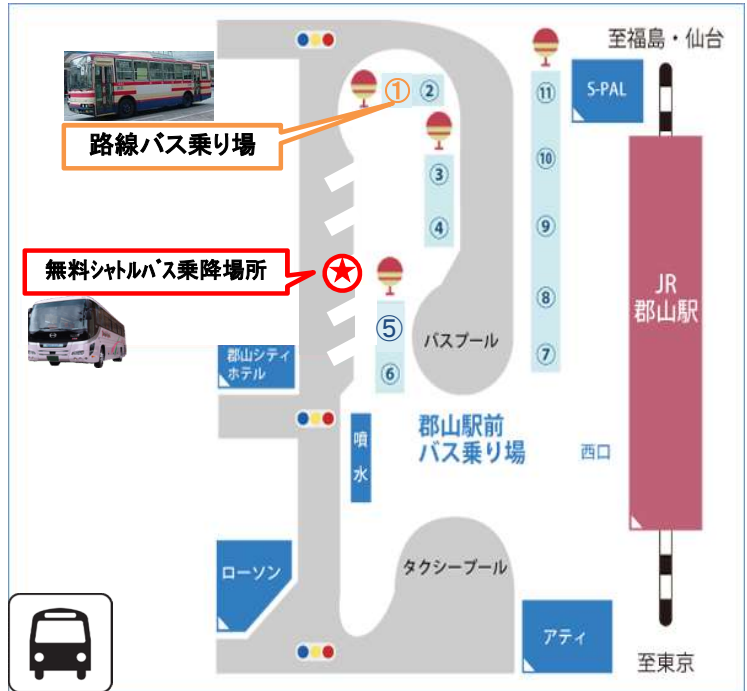 至福島・仙台
S-PAL
①
②
⑪
路線バス乗り場
③
⑩
④
⑨
無料シャトルバス乗降場所
★
JR
郡山駅
⑧
⑤
バスプール
⑦
郡山シティ
ホテル
⑥
噴水
郡山駅前
バス乗り場
西口
ローソン
タクシープール
アティ
至東京